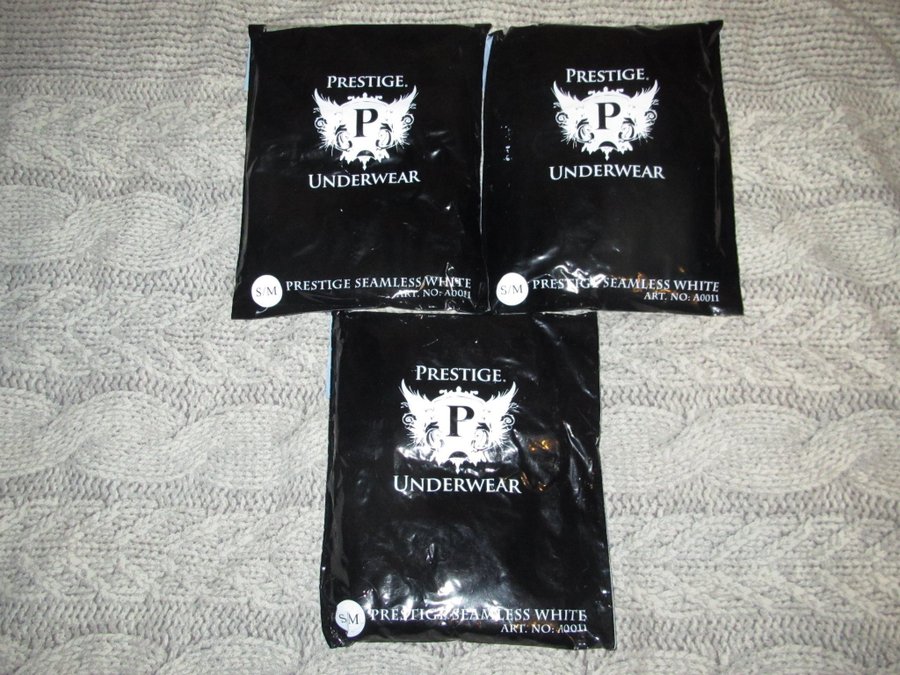 PRESTIGE®
P
UNDERWEAR
S/M PRESTIGE SEAMLESS WHITE
ART. NO: A0011
PRESTIGE®
P
UNDERWEAR
S/M PRESTIGE SEAMLESS WHITE
ART. NO: A0011
PRESTIGE®
P
UNDERWEAR
S/M PRESTIGE SEAMLESS WHITE
ART. NO: A0011